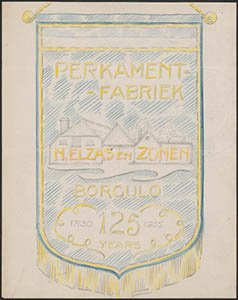 PERKAMENT-
-FABRIEK
N. ELZAS EN ZONEN
BORCULO
1830 125 1955
YEARS